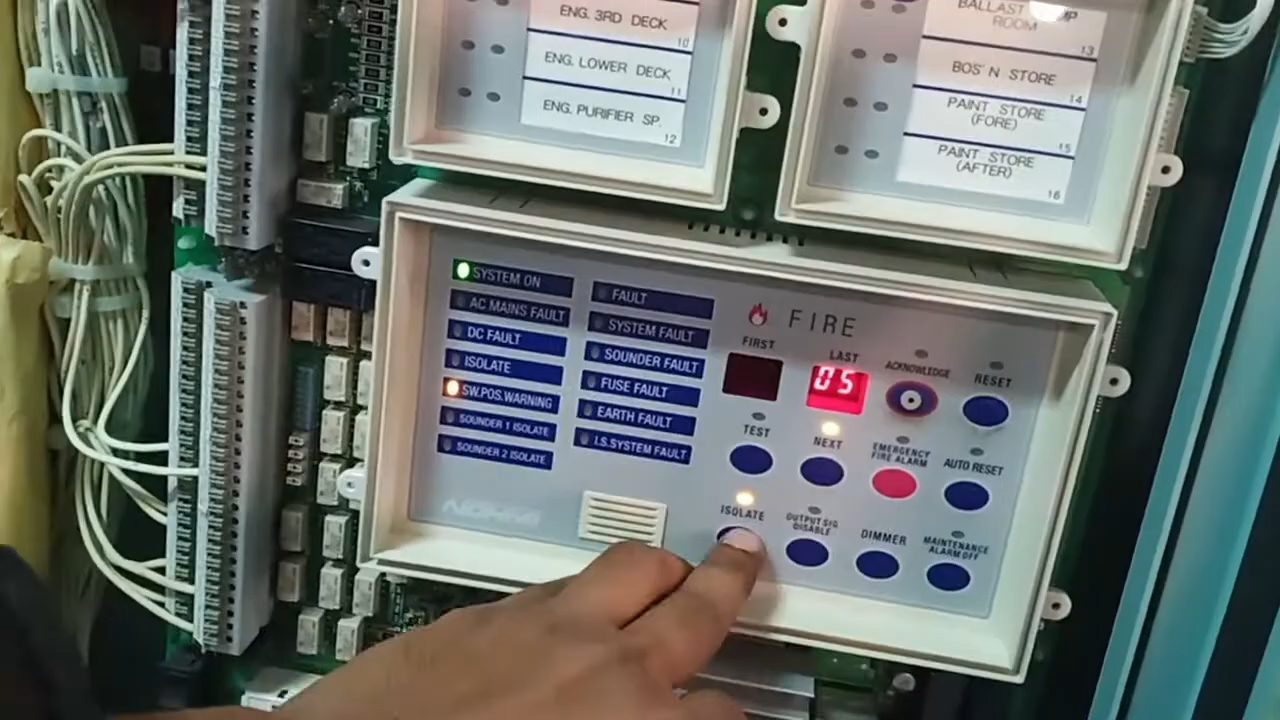 ENG. 3RD DECK
10
ENG. LOWER DECK
11
ENG. PURIFIER SP.
12
ROOM
13
BOS'N STORE
14
PAINT STORE
(FORE)
15
PAINT STORE
(AFTER)
16
SYSTEM ON
AC MAINS FAULT
DC FAULT
ISOLATE
SW.POS.WARNING
SOUNDER 1 ISOLATE
SOUNDER 2 ISOLATE
FAULT
SYSTEM FAULT
SOUNDER FAULT
FUSE FAULT
EARTH FAULT
I.S.SYSTEM FAULT
FIRE
FIRST
LAST
05
ACKNOWLEDGE
RESET
TEST
NEXT
EMERGENCY
FIRE ALARM
AUTO RESET
ISOLATE
OUTPUT SIG
DISABLE
DIMMER
MAINTENANCE
ALARM OFF